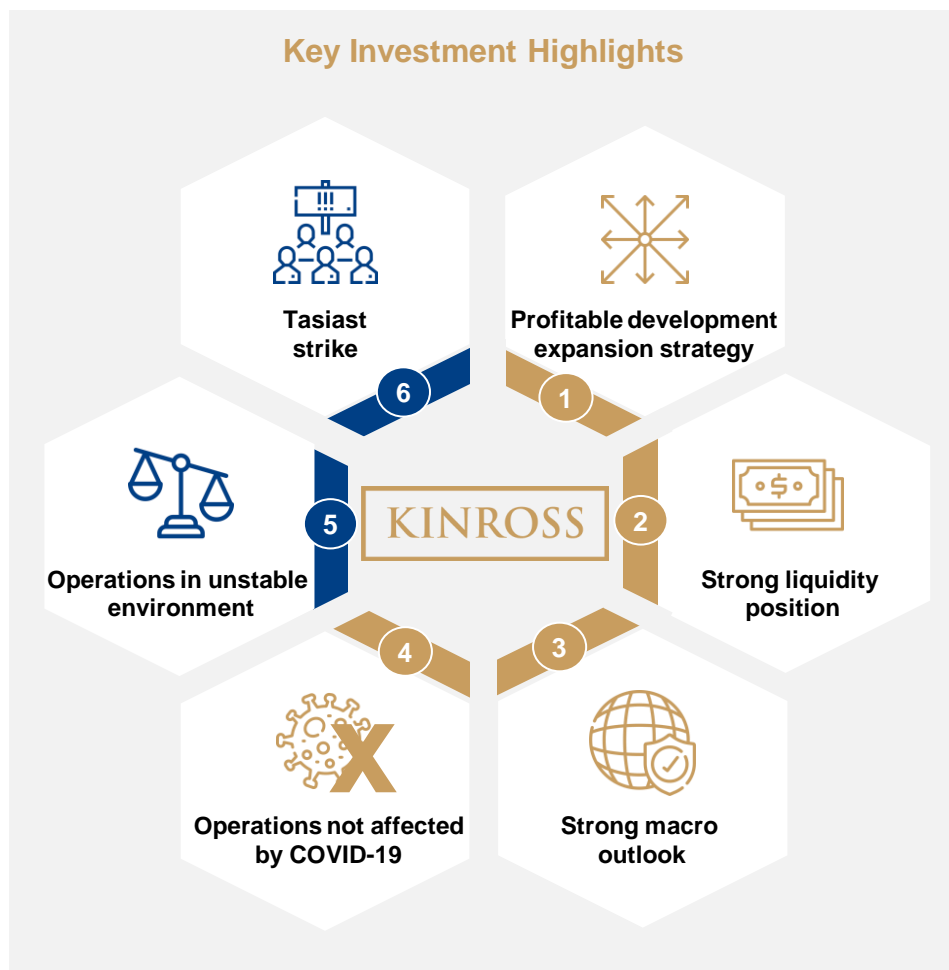 Key Investment Highlights
Tasiast
strike
Profitable development
expansion strategy
6
1
Operations in unstable
environment
5
KINROSS
2
Strong liquidity
position
4
3
Operations not affected
by COVID-19
X
Strong macro
outlook
!!!
$